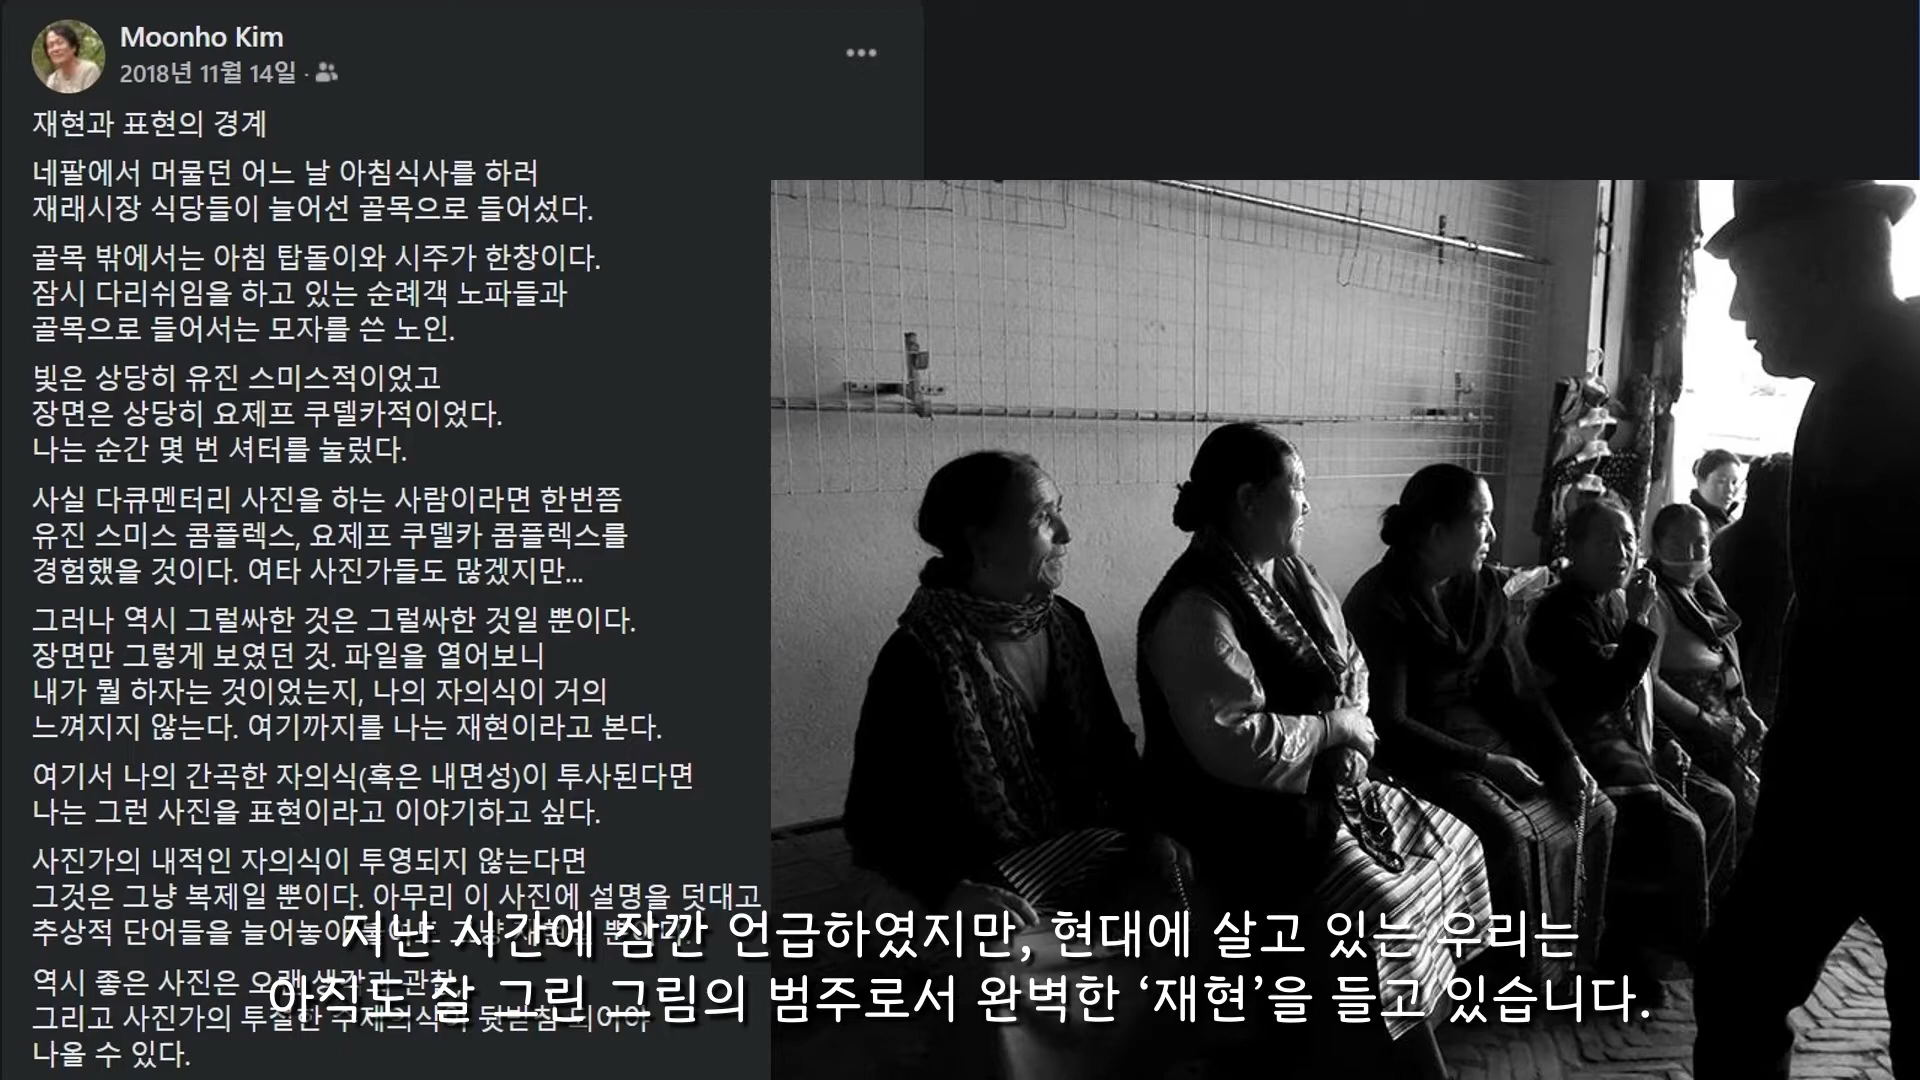 Moonho Kim
2018년 11월 14일 ·
재현과 표현의 경계
네팔에서 머물던 어느 날 아침식사를 하러
재래시장 식당들이 늘어선 골목으로 들어섰다.
골목 밖에서는 아침 탑돌이와 시주가 한창이다.
잠시 다리쉬임을 하고 있는 순례객 노파들과
골목으로 들어서는 모자를 쓴 노인.
빛은 상당히 유진 스미스적이었고
장면은 상당히 요제프 쿠델카적이었다.
나는 순간 몇 번 셔터를 눌렀다.
사실 다큐멘터리 사진을 하는 사람이라면 한번쯤
유진 스미스 콤플렉스, 요제프 쿠델카 콤플렉스를
경험했을 것이다. 여타 사진가들도 많겠지만...
그러나 역시 그럴싸한 것은 그럴싸한 것일 뿐이다.
장면만 그렇게 보였던 것. 파일을 열어보니
내가 뭘 하자는 것이었는지, 나의 자의식이 거의
느껴지지 않는다. 여기까지를 나는 재현이라고 본다.
여기서 나의 간곡한 자의식(혹은 내면성)이 투사된다면
나는 그런 사진을 표현이라고 이야기하고 싶다.
사진가의 내적인 자의식이 투영되지 않는다면
그것은 그냥 복제일 뿐이다. 아무리 이 사진에 설명을 덧대고
추상적 단어들을 늘어놓아
역시 좋은 사진은 오랜 생각과 관찰,
그리고 사진가의 투철한 주제의식이 뒷받침 되어야
나올 수 있다.
지난 시간에 잠깐 언급하였지만, 현대에 살고 있는 우리는
아직도 잘 그린 그림의 범주로서 완벽한 ‘재현’을 들고 있습니다.